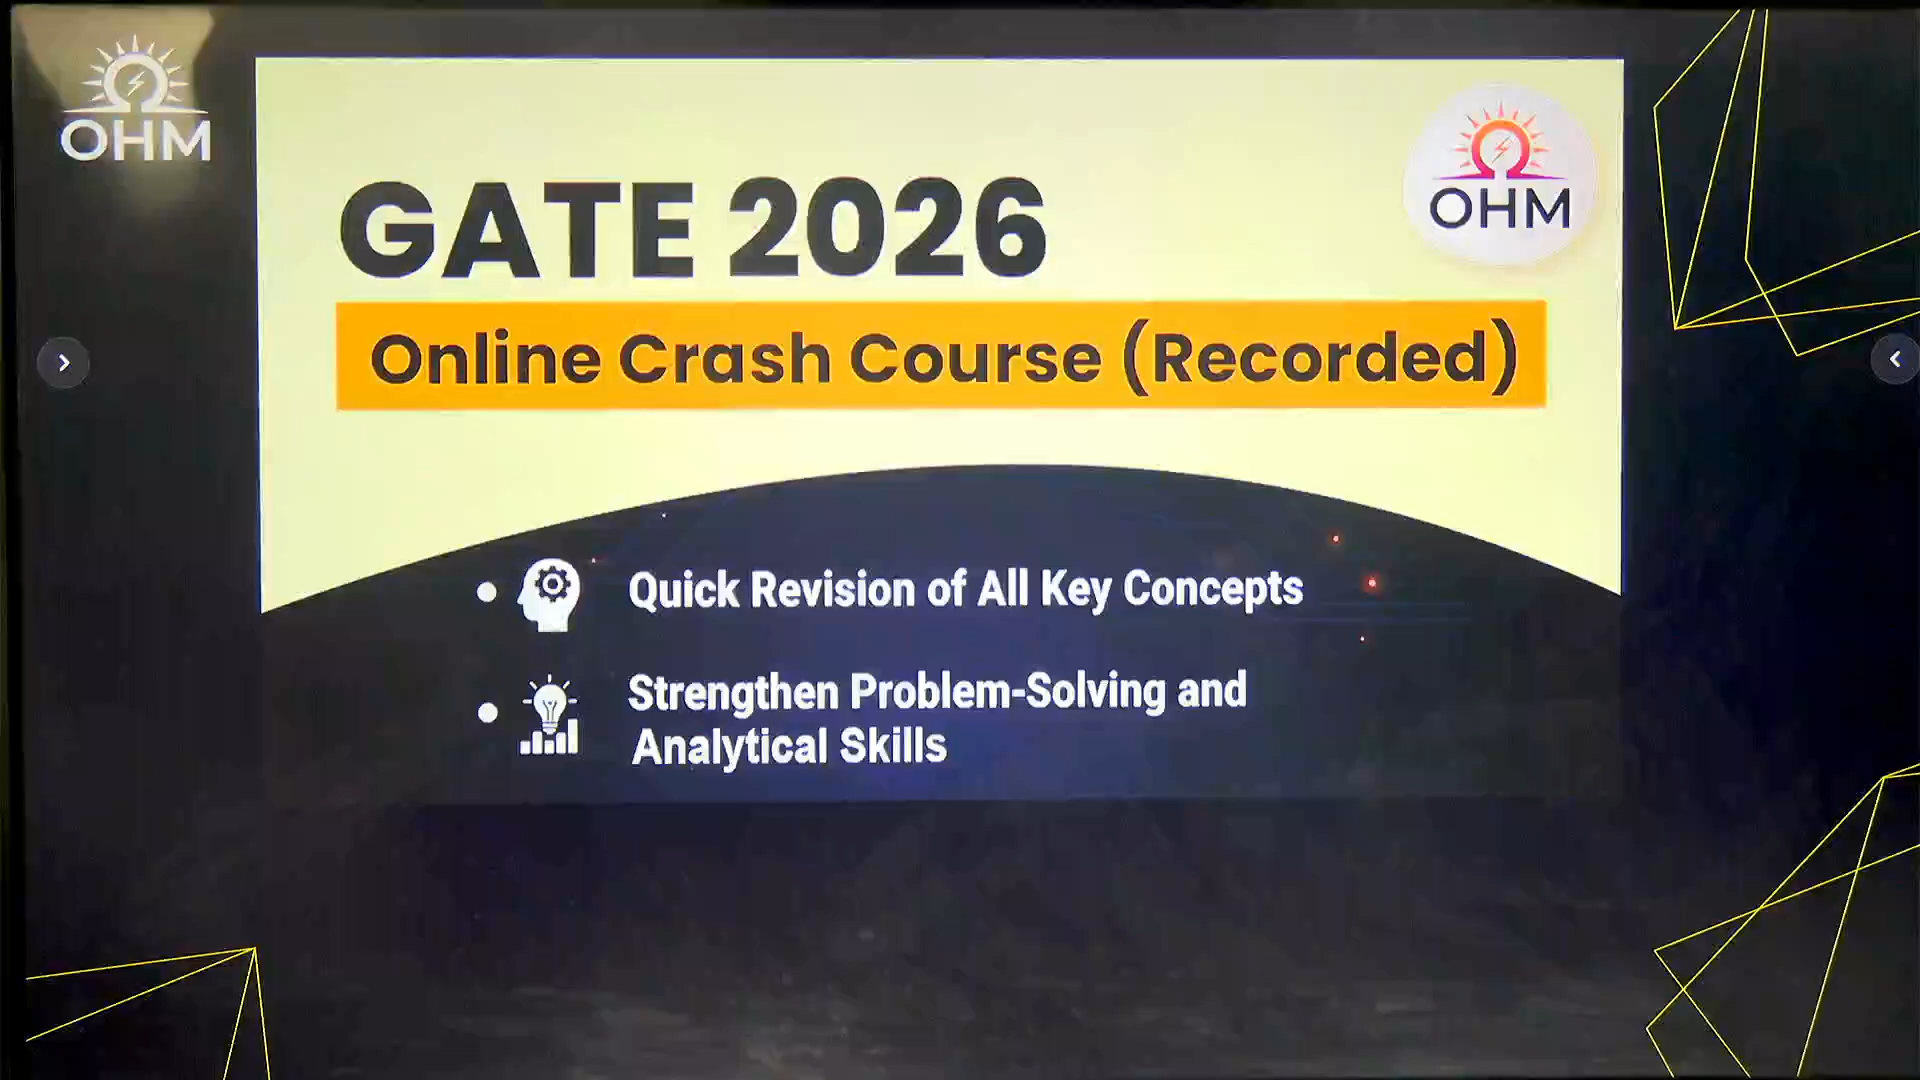 OHM
OHM
GATE 2026
Online Crash Course (Recorded)
Quick Revision of All Key Concepts
Strengthen Problem-Solving and
Analytical Skills